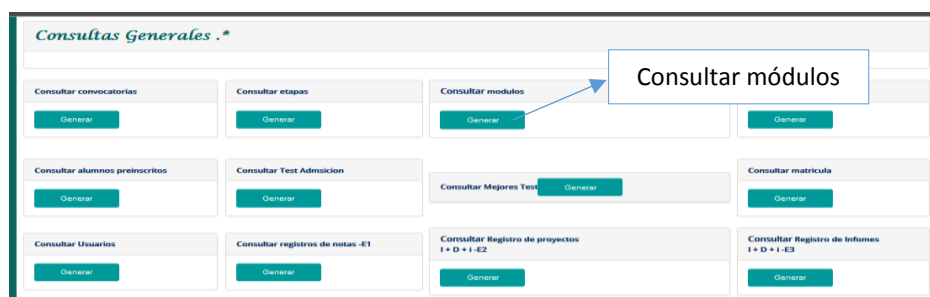 Consultas Generales .*
Consultar módulos
Consultar convocatorias
Consultar etapas
Consultar modulos
Generar
Generar
Generar
Generar
Consultar alumnos preinscritos
Consultar Test Admsicion
Consultar Mejores Test
Consultar matrícula
Generar
Generar
Generar
Generar
Consultar Usuarios
Consultar registros de notas -E1
Consultar Registro de proyectos
I + D + i -E2
Consultar Registro de Infomes
I + D + i -E3
Generar
Generar
Generar
Generar